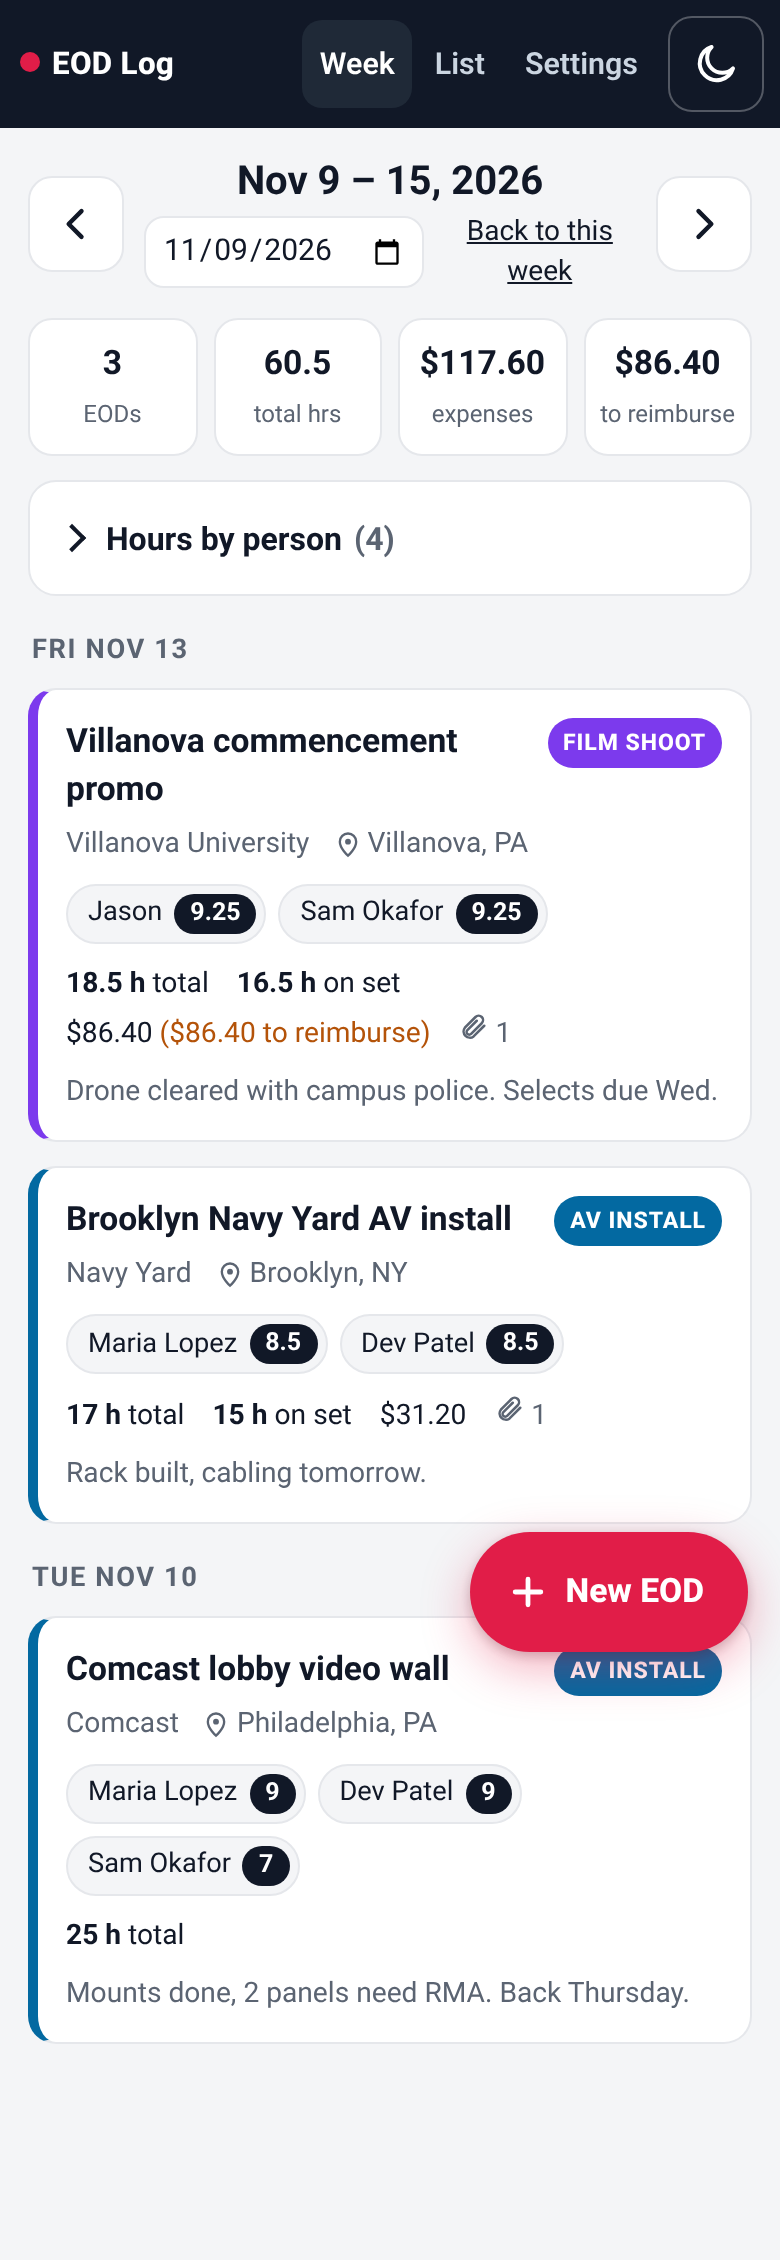 EOD Log
Week
List
Settings
Nov 9 – 15, 2026
11/09/2026
Back to this
week
3
EODs
60.5
total hrs
$117.60
expenses
$86.40
to reimburse
Hours by person (4)
FRI NOV 13
Villanova commencement
promo
FILM SHOOT
Villanova University Villanova, PA
Jason 9.25 Sam Okafor 9.25
18.5 h total 16.5 h on set
$86.40 ($86.40 to reimburse) 1
Drone cleared with campus police. Selects due Wed.
Brooklyn Navy Yard AV install
AV INSTALL
Navy Yard Brooklyn, NY
Maria Lopez 8.5 Dev Patel 8.5
17 h total 15 h on set $31.20 1
Rack built, cabling tomorrow.
TUE NOV 10
+ New EOD
Comcast lobby video wall
AV INSTALL
Comcast Philadelphia, PA
Maria Lopez 9 Dev Patel 9
Sam Okafor 7
25 h total
Mounts done, 2 panels need RMA. Back Thursday.